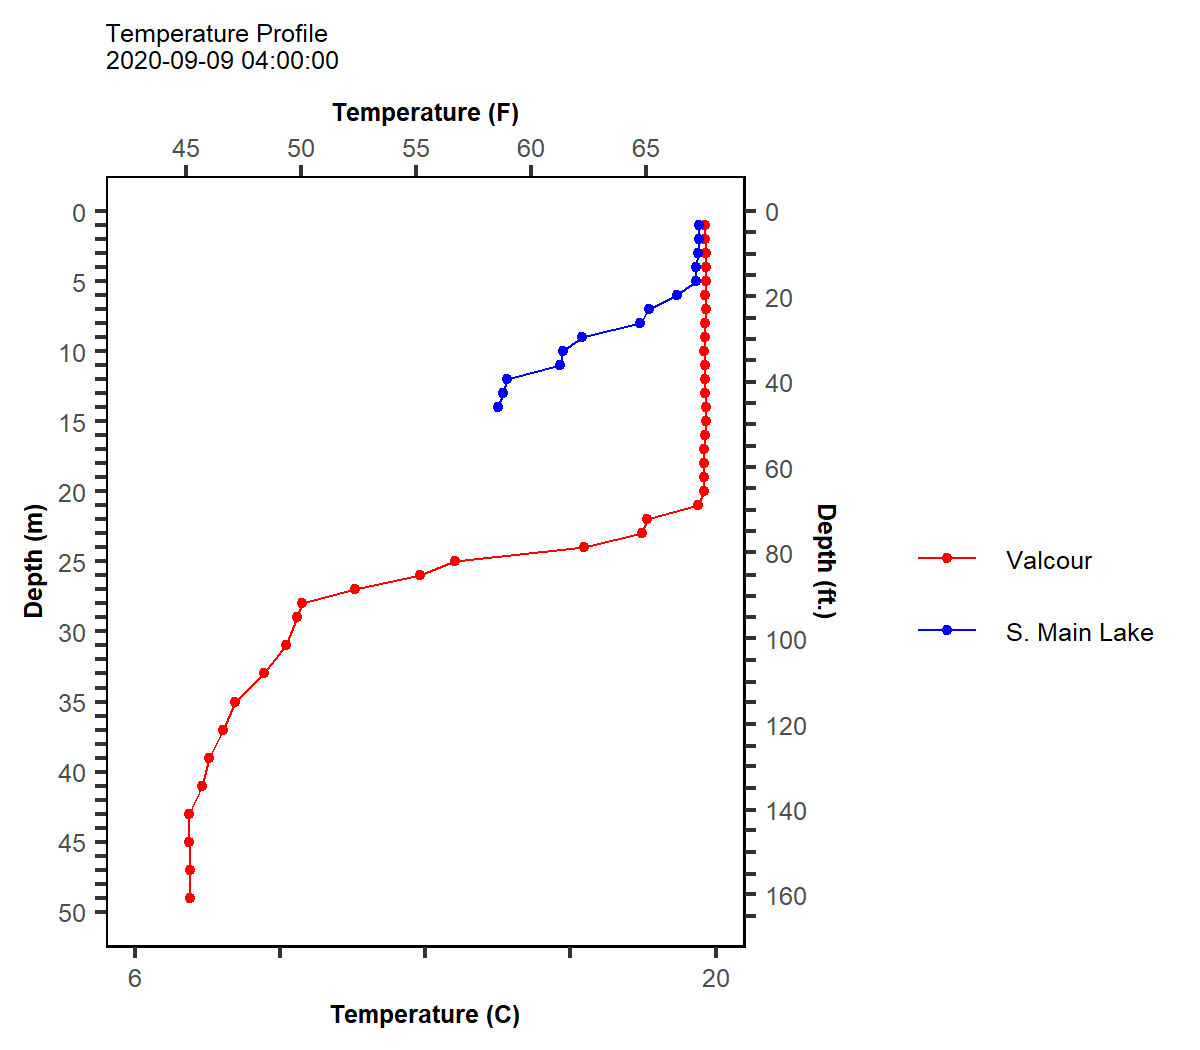 Temperature Profile
2020-09-09 04:00:00
Temperature (F)
45 50 55 60 65
0 0
5 20
10 40
15 60
20 80
25 100
30 120
35 140
40 160
45
50
Depth (m)
Depth (ft.)
Valcour
S. Main Lake
6 20
Temperature (C)